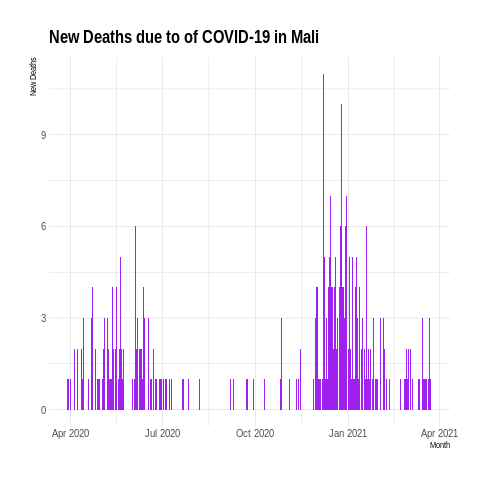 New Deaths due to of COVID-19 in Mali
New Deaths
9
6
3
0
Apr 2020 Jul 2020 Oct 2020 Jan 2021 Apr 2021
Month